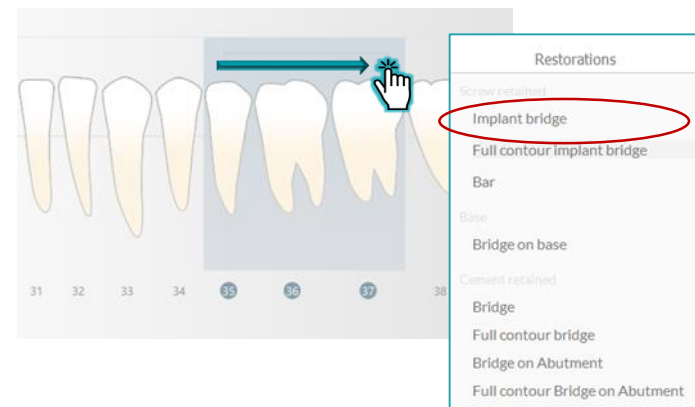 31 32 33 34 35 36 37 38
Restorations
Screw retained
Implant bridge
Full contour implant bridge
Bar
Base
Bridge on base
Cement retained
Bridge
Full contour bridge
Bridge on Abutment
Full contour Bridge on Abutment